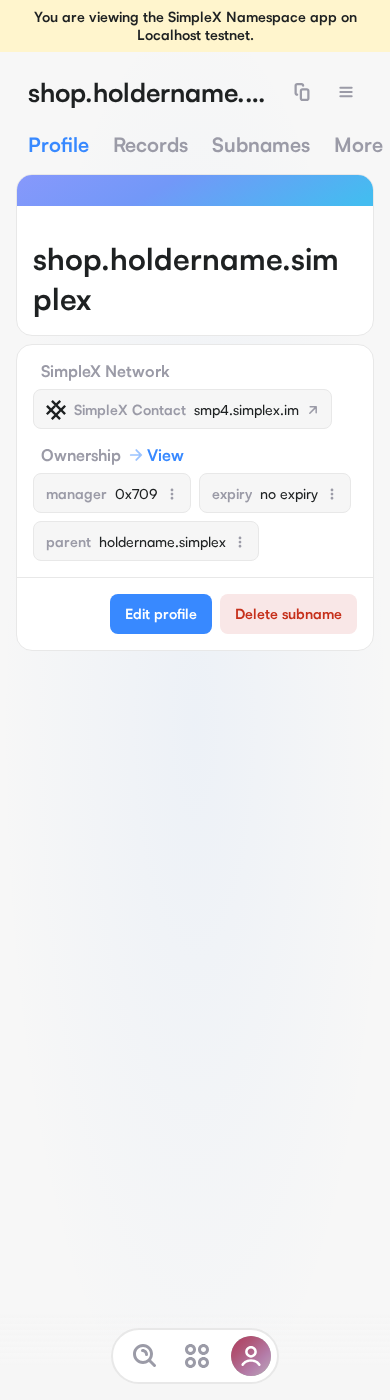 You are viewing the SimpleX Namespace app on
Localhost testnet.
shop.holdername....
Profile Records Subnames More
shop.holdername.sim
plex
SimpleX Network
SimpleX Contact smp4.simplex.im
Ownership → View
manager 0x709 expiry no expiry
parent holdername.simplex
Edit profile Delete subname